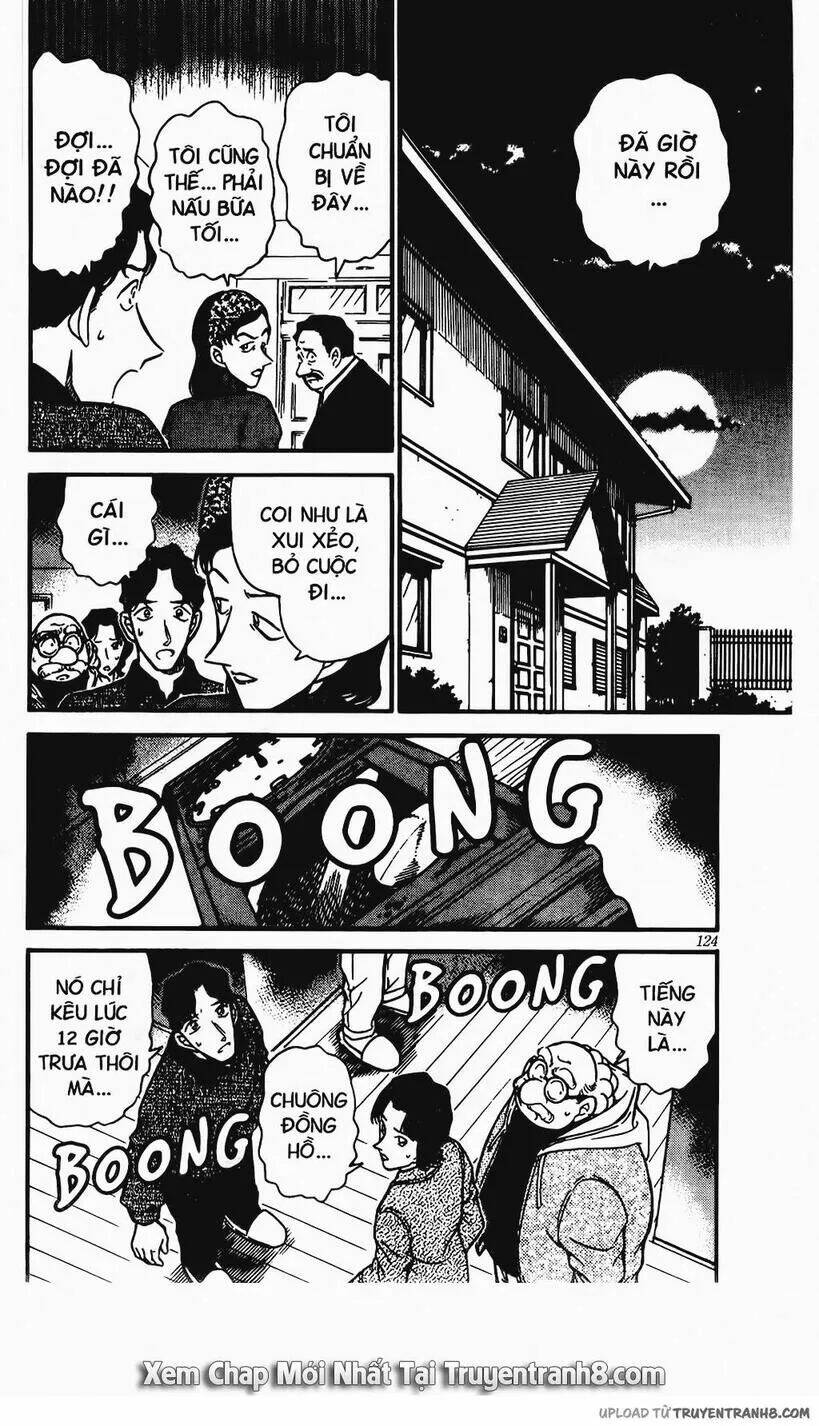 ĐÃ GIỜ
NÀY RỒI
...
TÔI
CHUẨN
BỊ VỀ
ĐÂY...
TÔI CŨNG
THẾ... PHẢI
NẤU BỮA
TỐI...
ĐỢI...
ĐỢI ĐÃ
NÀO!!
COI NHƯ LÀ
XUI XẺO,
BỎ CUỘC
ĐI...
CÁI
GÌ...
BOONG
124
TIẾNG
NÀY
LÀ...
BOONG
CHUÔNG
ĐỒNG
HỒ...
NÓ CHỈ
KÊU LÚC
12 GIỜ
TRƯA THÔI
MÀ...
BOONG
Xem Chap Mới Nhất Tại Truyentranh8.com
UPLOAD TỪ TRUYENTRANH8.COM